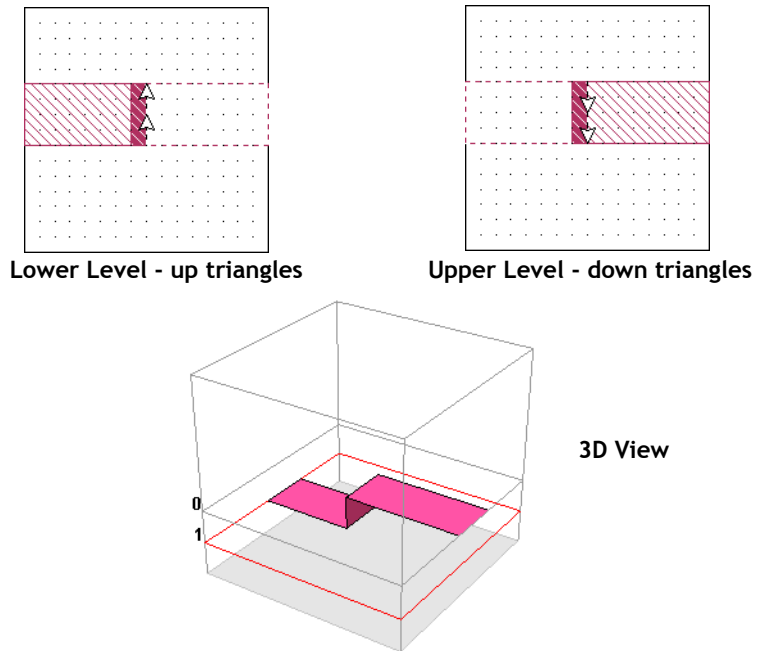 Lower Level - up triangles
Upper Level - down triangles
3D View
0
1